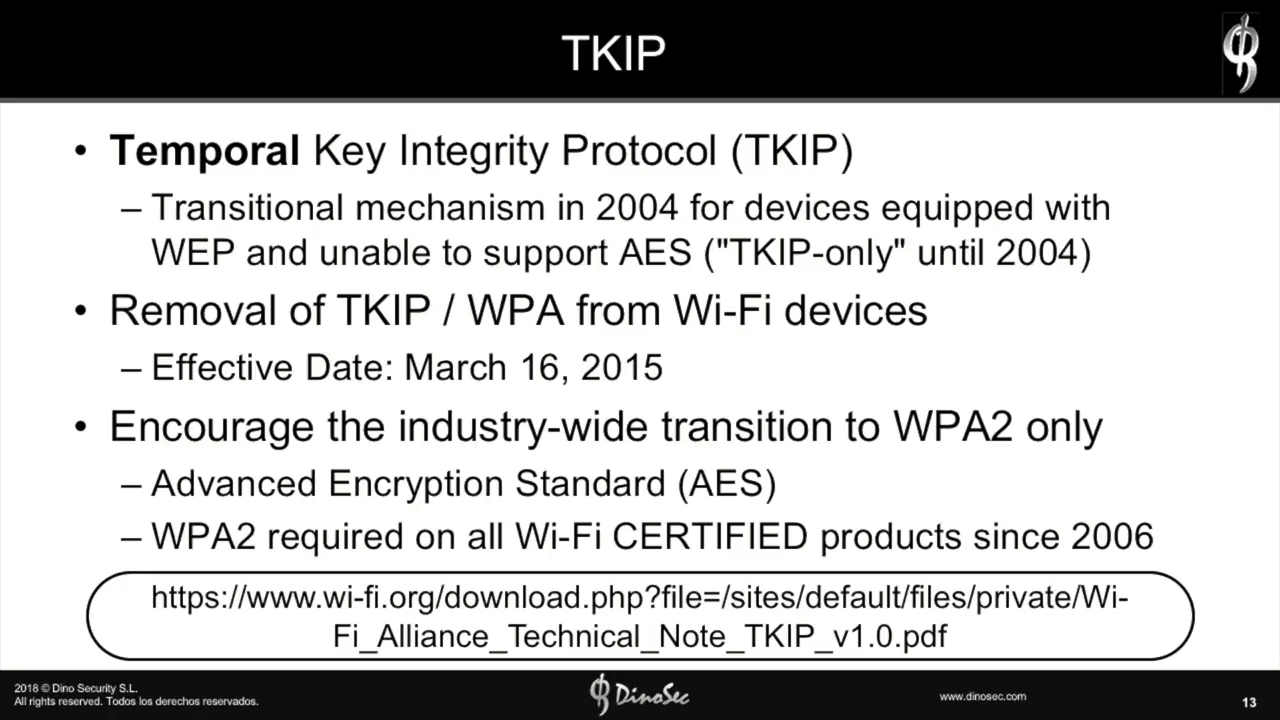 TKIP
• Temporal Key Integrity Protocol (TKIP)
– Transitional mechanism in 2004 for devices equipped with
WEP and unable to support AES ("TKIP-only" until 2004)
• Removal of TKIP / WPA from Wi-Fi devices
– Effective Date: March 16, 2015
• Encourage the industry-wide transition to WPA2 only
– Advanced Encryption Standard (AES)
– WPA2 required on all Wi-Fi CERTIFIED products since 2006
https://www.wi-fi.org/download.php?file=/sites/default/files/private/Wi-
Fi_Alliance_Technical_Note_TKIP_v1.0.pdf
2018 © Dino Security S.L.
All rights reserved. Todos los derechos reservados.
DinoSec
www.dinosec.com
13